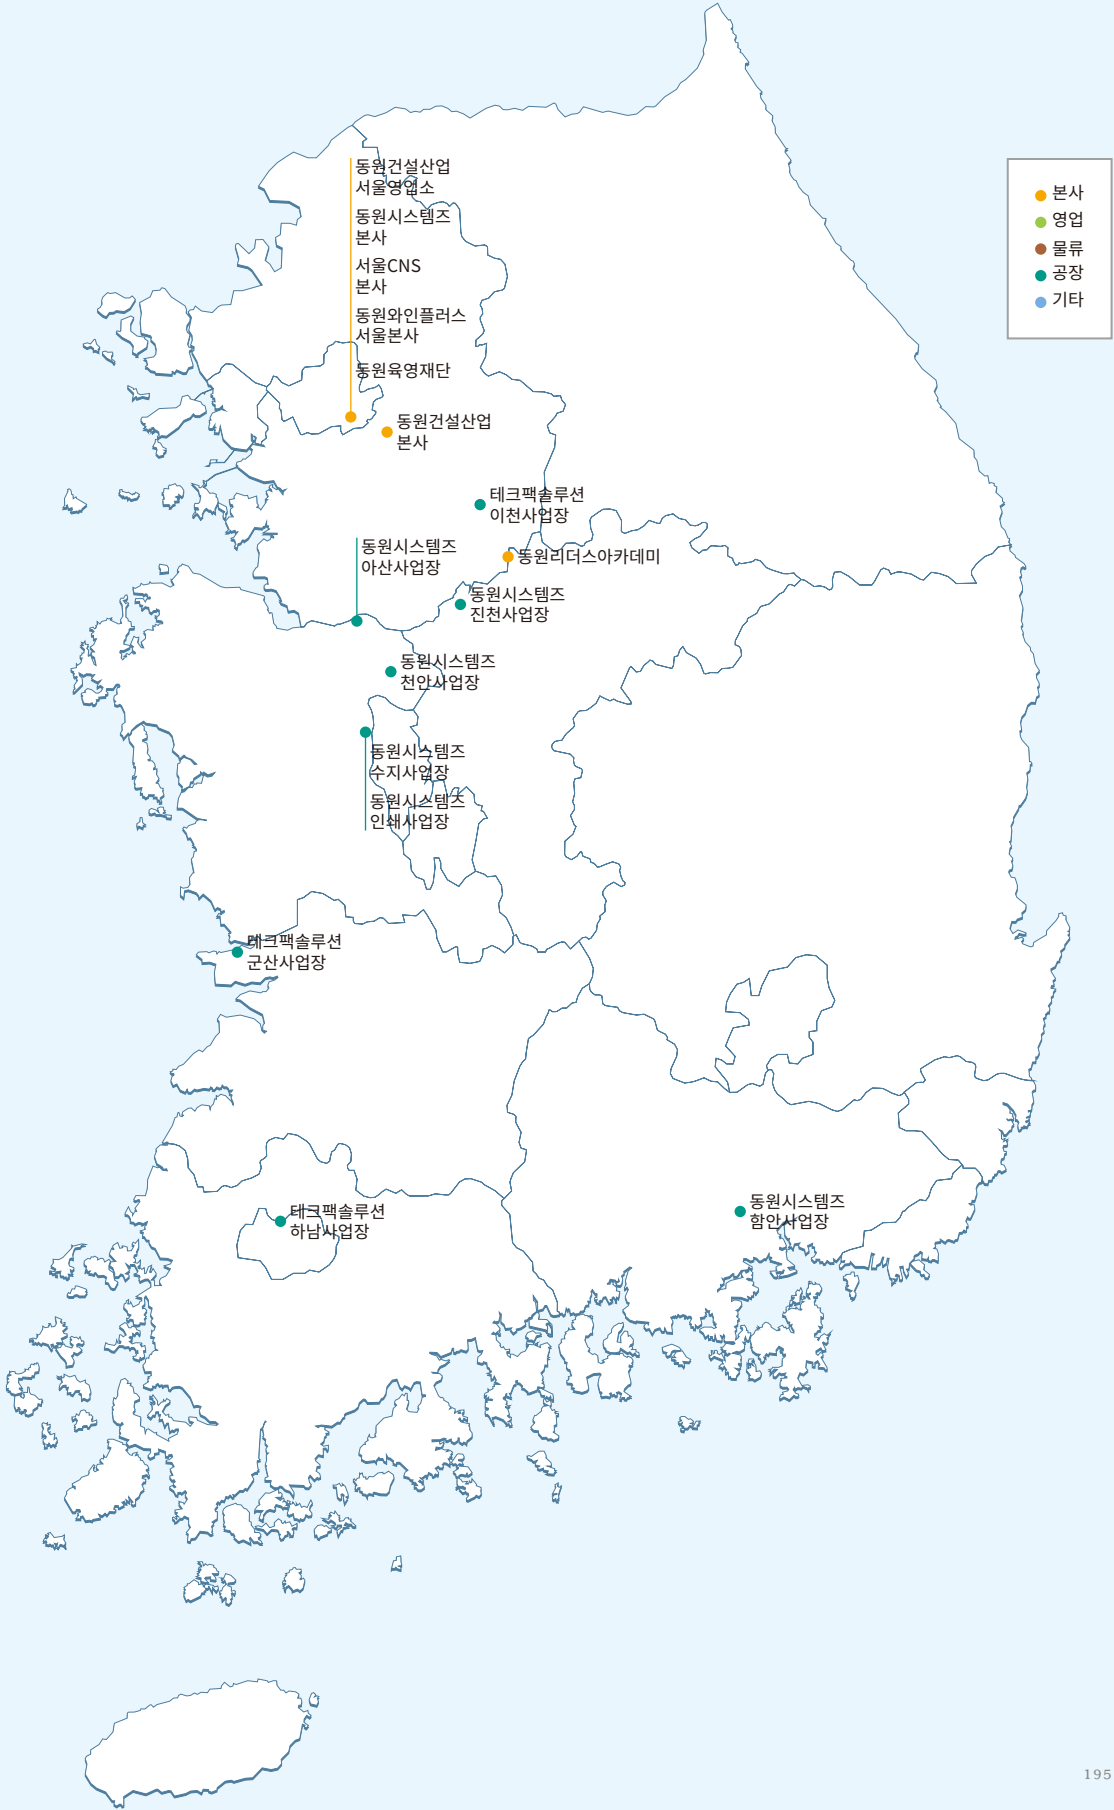 동원건설산업
서울영업소
동원시스템즈
본사
서울CNS
본사
동원와인플러스
서울본사
동원육영재단
동원건설산업
본사
본사
영업
물류
공장
기타
테크팩솔루션
이천사업장
동원시스템즈
아산사업장
동원리더스아카데미
동원시스템즈
진천사업장
동원시스템즈
천안사업장
동원시스템즈
수지사업장
동원시스템즈
인쇄사업장
테크팩솔루션
군산사업장
테크팩솔루션
하남사업장
동원시스템즈
함안사업장
195